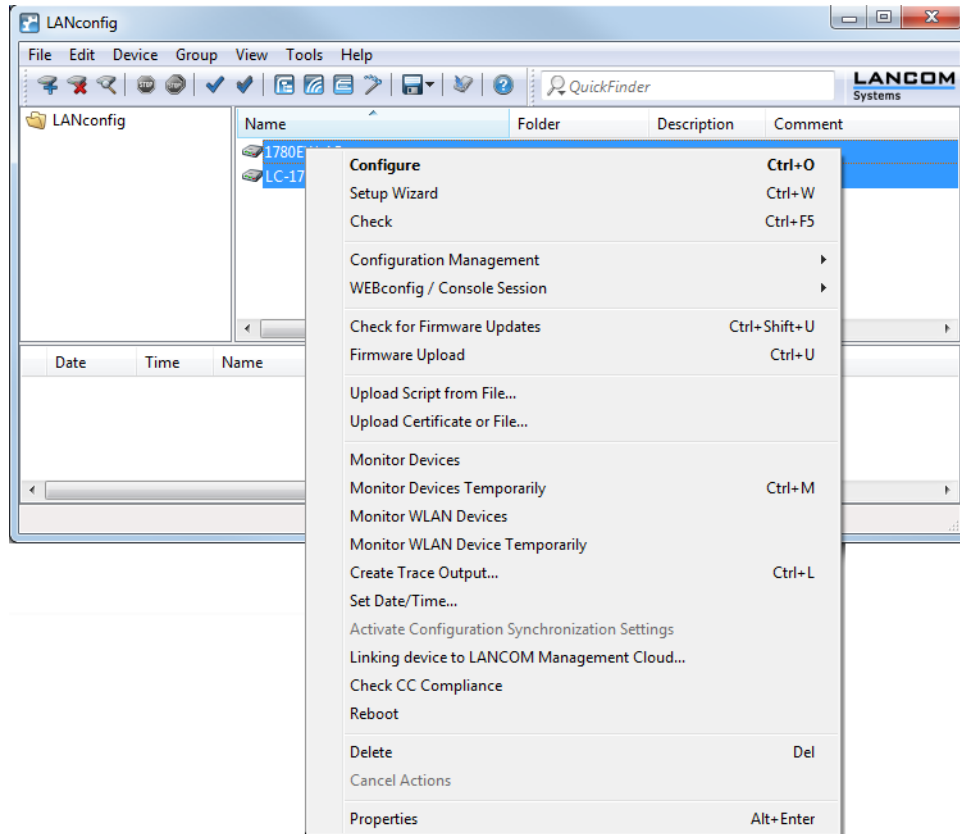 LANconfig
File Edit Device Group View Tools Help
QuickFinder
LANCOM
Systems
LANconfig
Name Folder Description Comment
LC-17
Configure Ctrl+O
Setup Wizard Ctrl+W
Check Ctrl+F5
Configuration Management
WEBconfig / Console Session
Check for Firmware Updates Ctrl+Shift+U
Firmware Upload Ctrl+U
Upload Script from File...
Upload Certificate or File...
Date Time Name
Monitor Devices
Monitor Devices Temporarily Ctrl+M
Monitor WLAN Devices
Monitor WLAN Device Temporarily
Create Trace Output... Ctrl+L
Set Date/Time...
Activate Configuration Synchronization Settings
Linking device to LANCOM Management Cloud...
Check CC Compliance
Reboot
Delete Del
Cancel Actions
Properties Alt+Enter